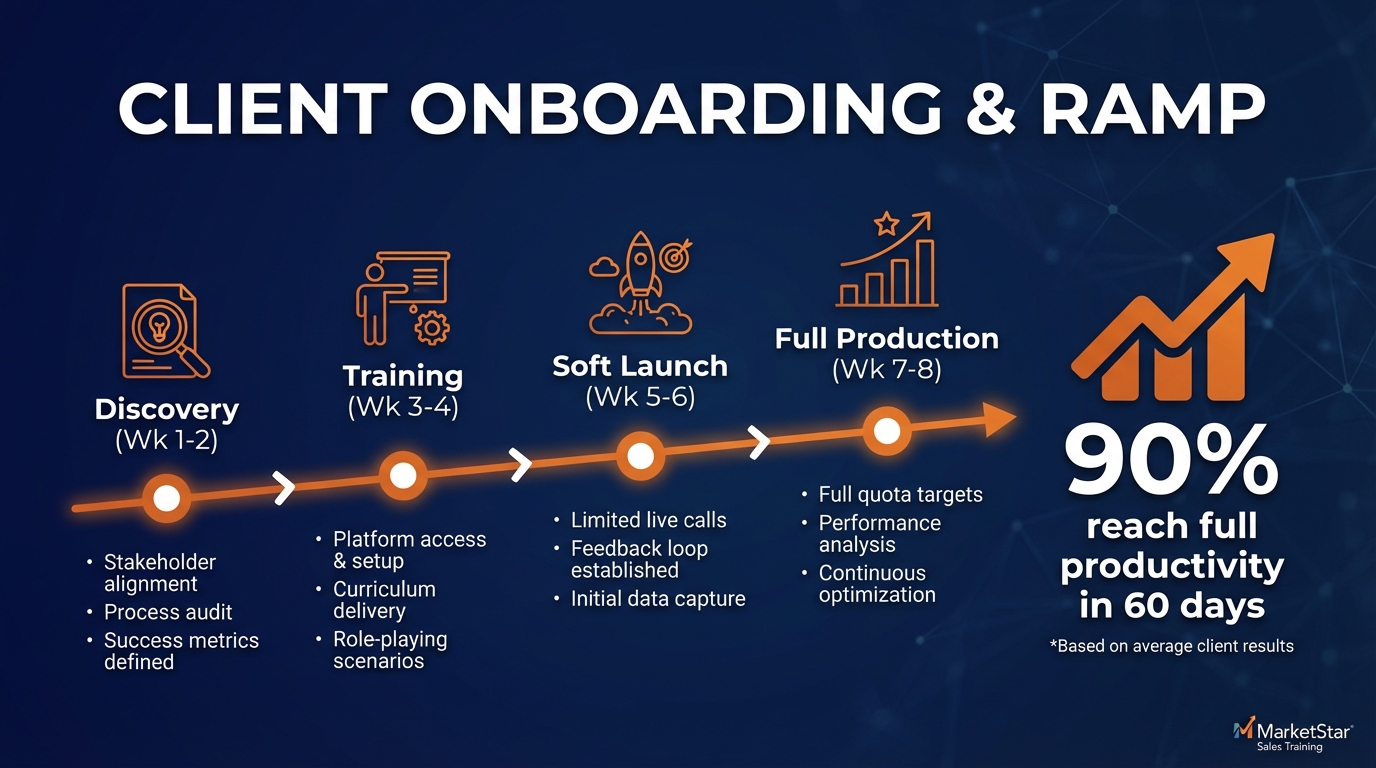 CLIENT ONBOARDING & RAMP
Discovery
(Wk 1-2)
• Stakeholder
alignment
• Process audit
• Success metrics
defined
Training
(Wk 3-4)
• Platform access
& setup
• Curriculum
delivery
• Role-playing
scenarios
Soft Launch
(Wk 5-6)
• Limited live calls
• Feedback loop
established
• Initial data capture
Full Production
(Wk 7-8)
• Full quota targets
• Performance
analysis
• Continuous
optimization
90%
reach full
productivity
in 60 days
*Based on average client results
MarketStar
Sales Training